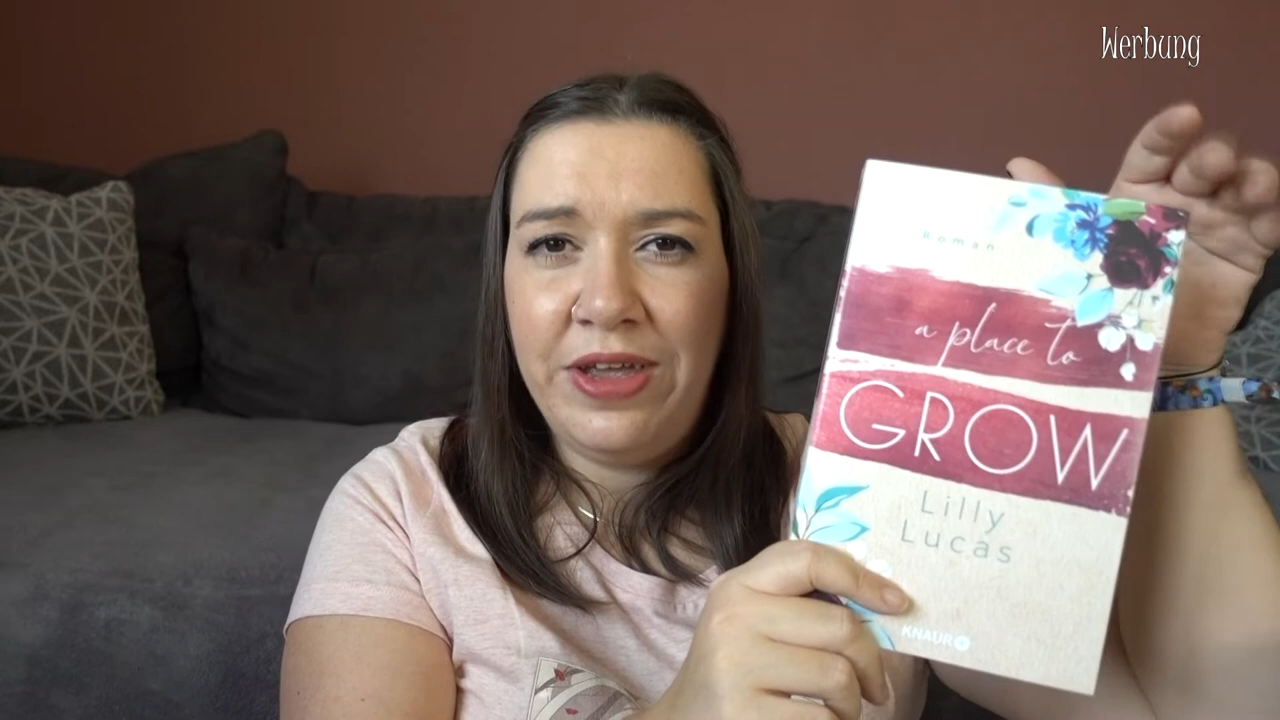 Werbung
Roman
a place to
GROW
Lilly
Lucas
KNAUR